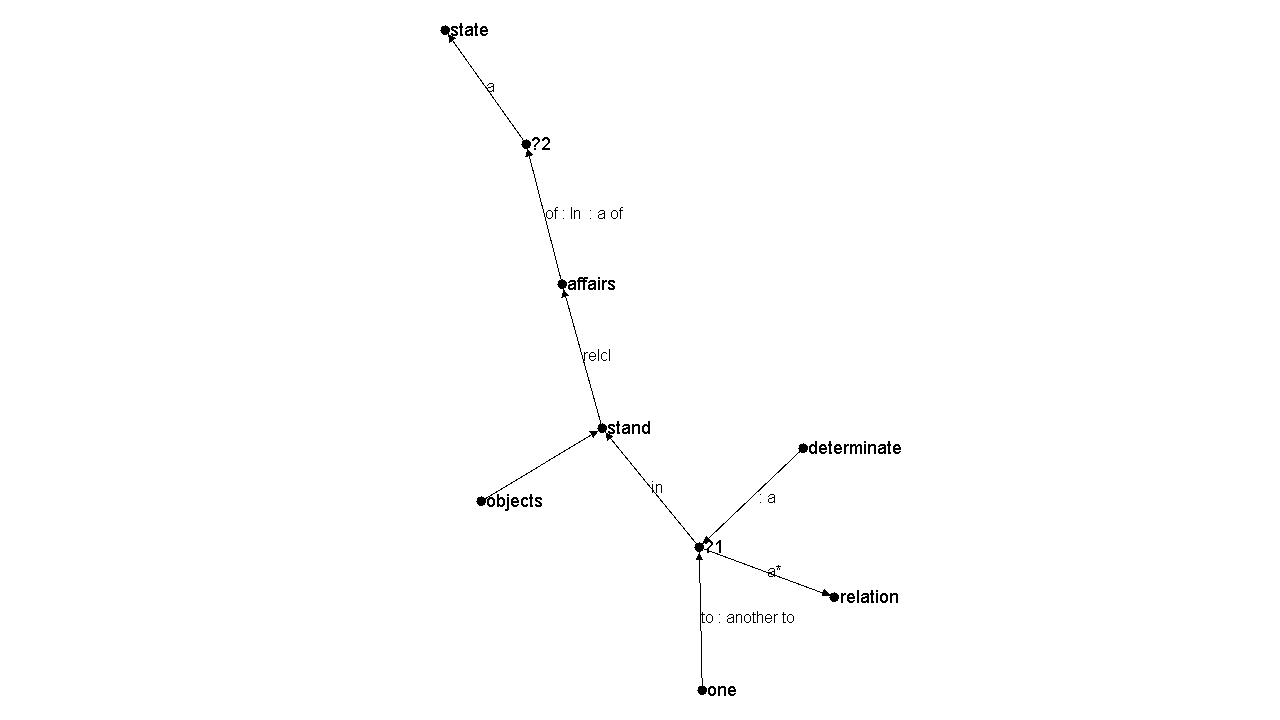 state
a
?2
of : In  : a of
affairs
relcl
stand
determinate
in
: a
objects
?1
a*
relation
to : another to
one